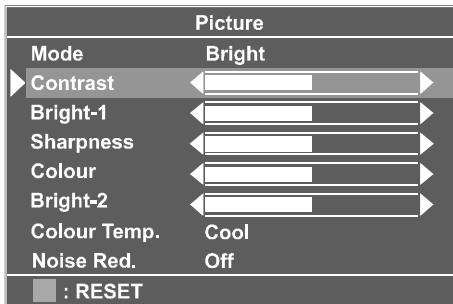 Picture
Mode Bright
Contrast
Bright-1
Sharpness
Colour
Bright-2
Colour Temp. Cool
Noise Red. Off
: RESET